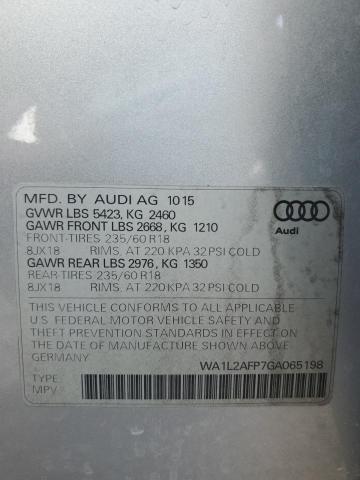 MFD. BY AUDI AG 10 15
GVWR LBS 5423, KG 2460
GAWR FRONT LBS 2668, KG 1210
FRONT-TIRES 235/60 R18
8JX18 RIMS, AT 220 KPA 32 PSI COLD
GAWR REAR LBS 2976, KG 1350
REAR-TIRES 235/60 R18
8JX18 RIMS, AT 220 KPA 32 PSI COLD
Audi
THIS VEHICLE CONFORMS TO ALL APPLICABLE
U.S. FEDERAL MOTOR VEHICLE SAFETY AND
THEFT PREVENTION STANDARDS IN EFFECT ON
THE DATE OF MANUFACTURE SHOWN ABOVE.
WA1L2AFP7GA065198
TYPE:
MPV